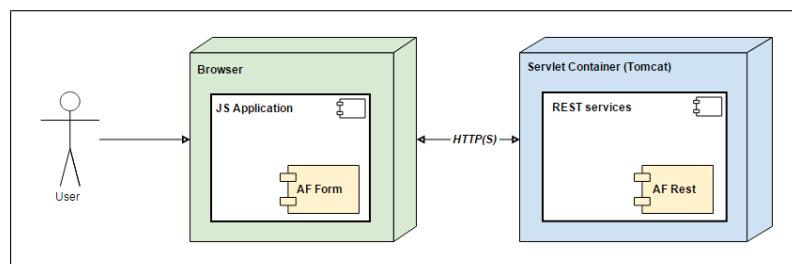 Browser
Servlet Container (Tomcat)
JS Application
REST services
HTTP(S)
AF Form
AF Rest
User